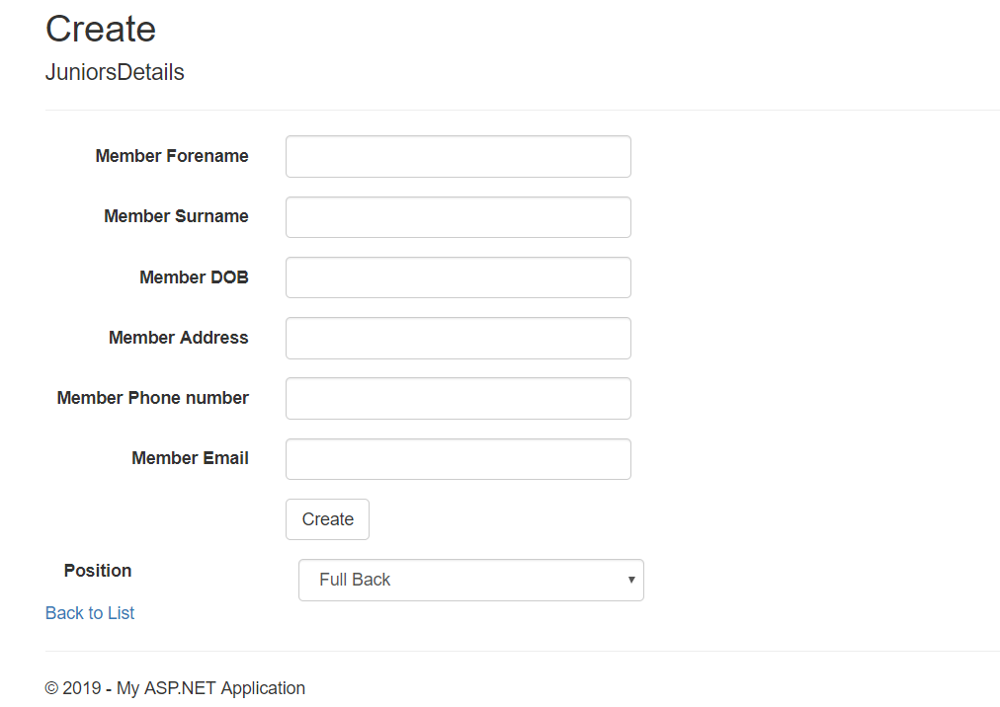 Create
JuniorsDetails
Member Forename
Member Surname
Member DOB
Member Address
Member Phone number
Member Email
Create
Position
Full Back
Back to List
© 2019 - My ASP.NET Application